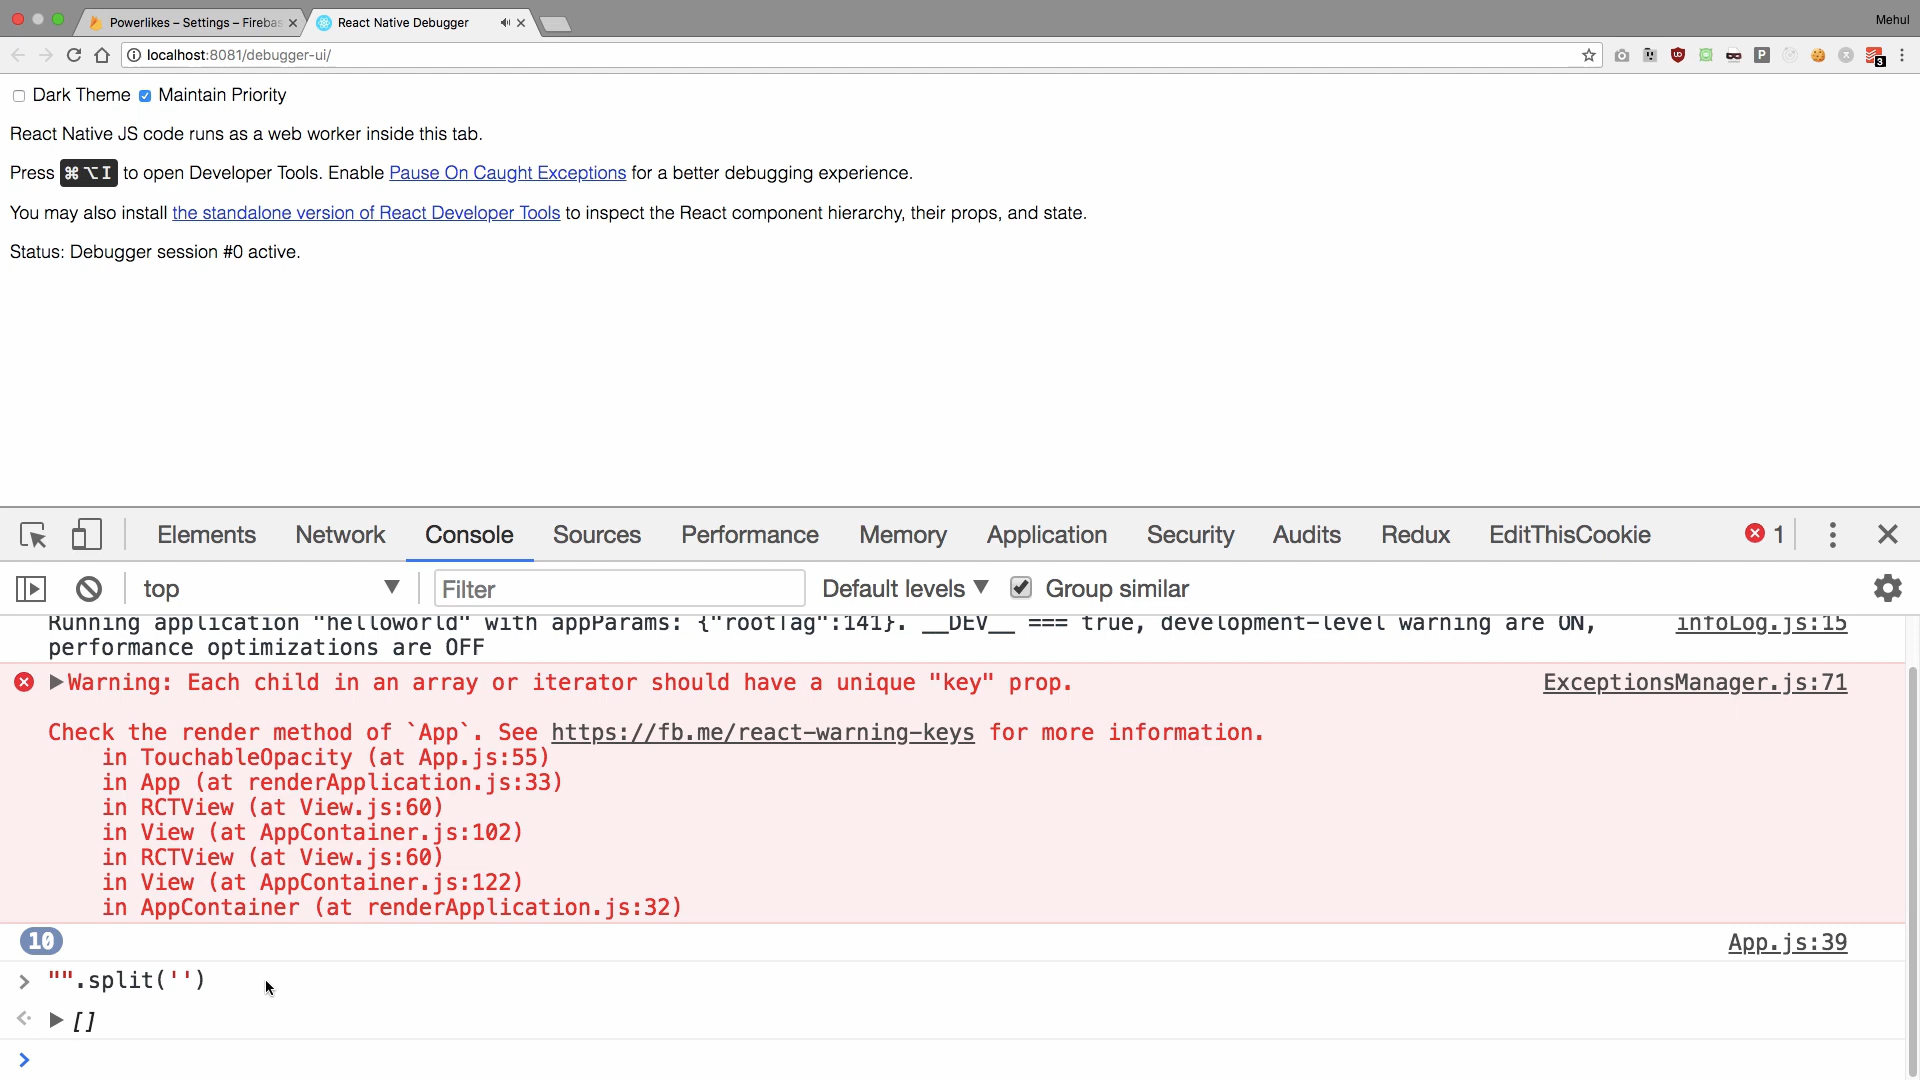 Powerlikes – Settings – Firebas
React Native Debugger
Mehul
localhost:8081/debugger-ui/
Dark Theme Maintain Priority
React Native JS code runs as a web worker inside this tab.
Press ⌘⌥I to open Developer Tools. Enable Pause On Caught Exceptions for a better debugging experience.
You may also install the standalone version of React Developer Tools to inspect the React component hierarchy, their props, and state.
Status: Debugger session #0 active.
Elements Network Console Sources Performance Memory Application Security Audits Redux EditThisCookie 1
top Filter Default levels Group similar
Running application "helloworld" with appParams: {"rootTag":141}. __DEV__ === true, development-level warning are ON, infoLog.js:15
performance optimizations are OFF
Warning: Each child in an array or iterator should have a unique "key" prop. ExceptionsManager.js:71
Check the render method of `App`. See https://fb.me/react-warning-keys for more information.
in TouchableOpacity (at App.js:55)
in App (at renderApplication.js:33)
in RCTView (at View.js:60)
in View (at AppContainer.js:102)
in RCTView (at View.js:60)
in View (at AppContainer.js:122)
in AppContainer (at renderApplication.js:32)
10 App.js:39
"".split('')
[]